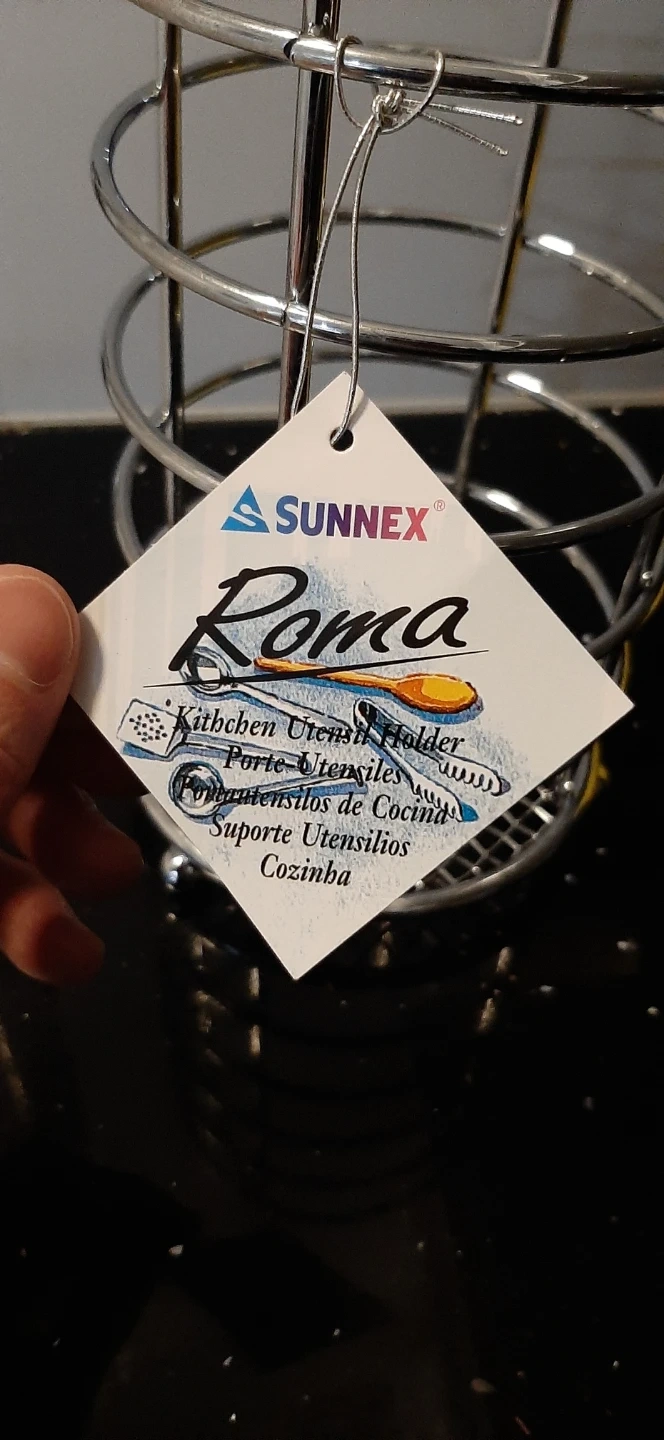 SUNNEX®
Roma
Kithchen Utensil Holder
Porte-Utensiles
Portautensilos de Cocina
Suporte Utensilios
Cozinha